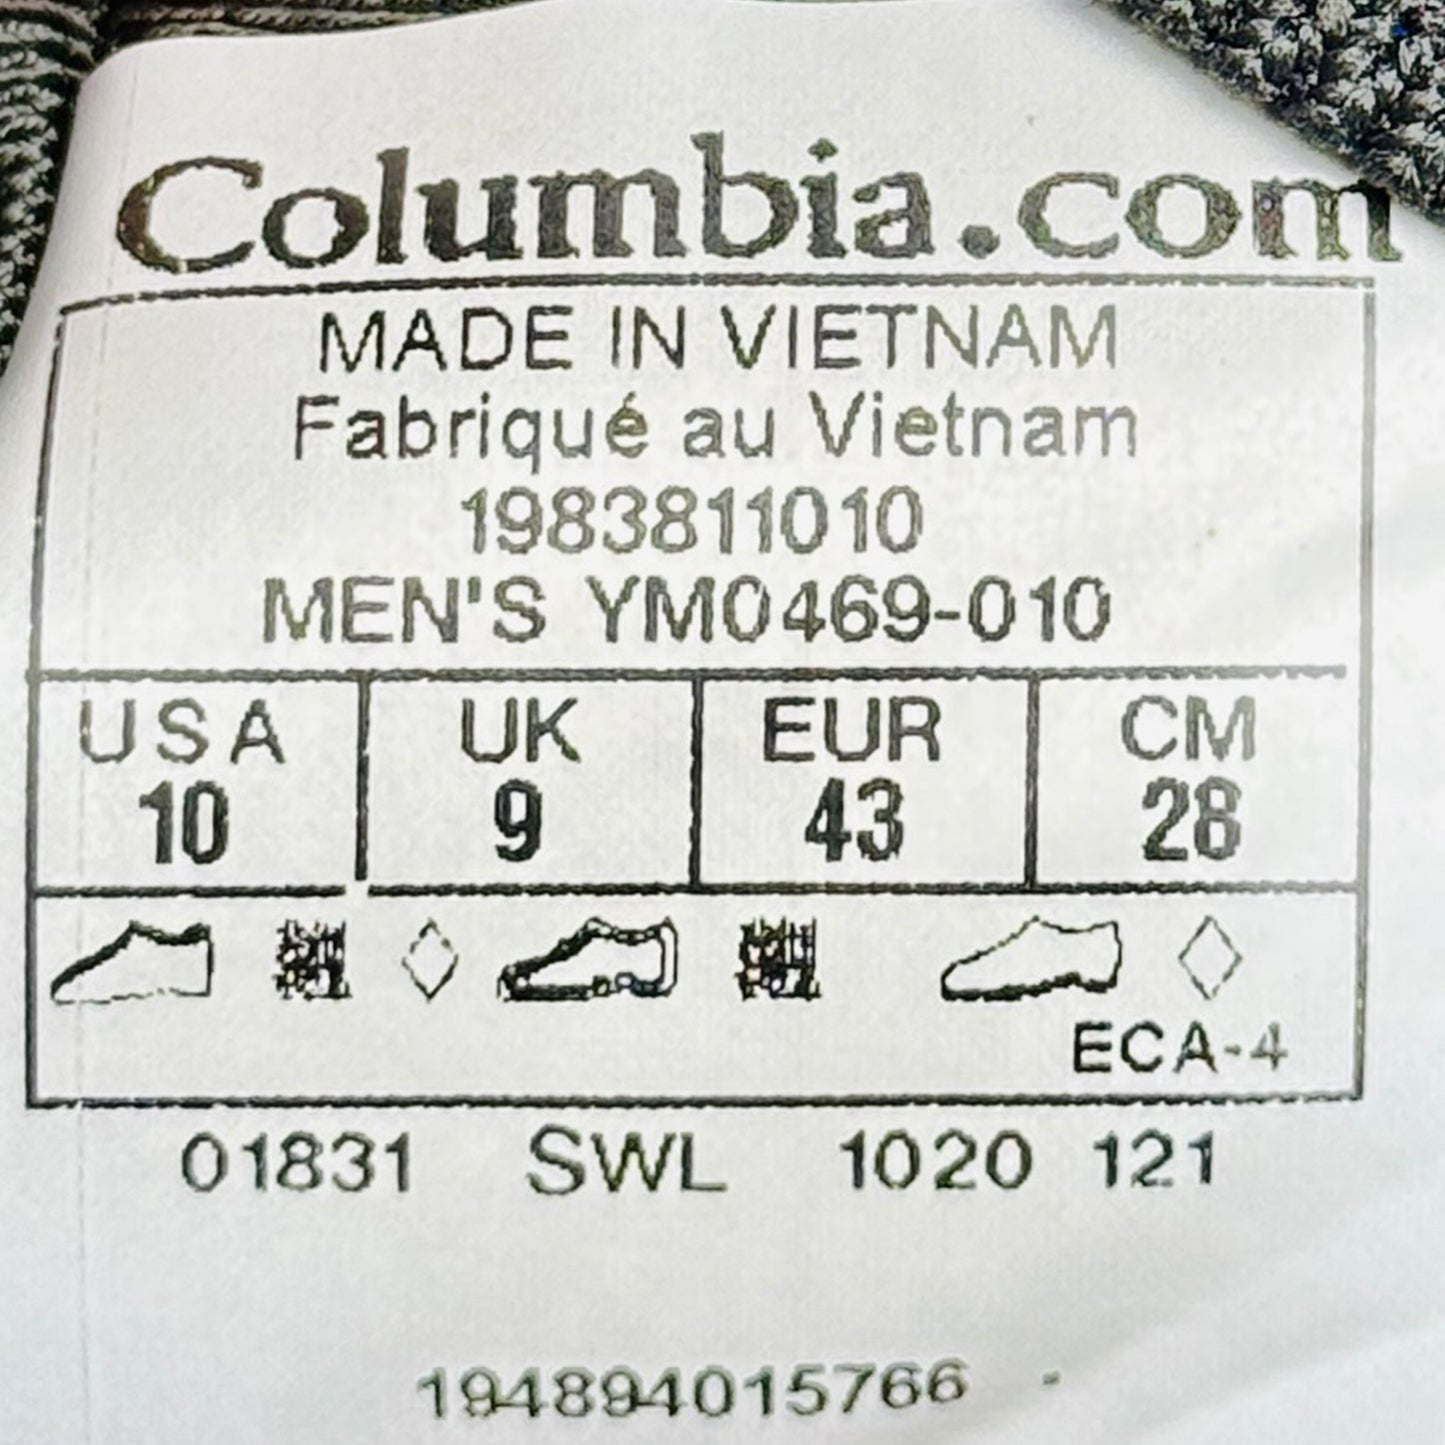 Columbia.com
MADE IN VIETNAM
Fabriqué au Vietnam
1983811010
MEN'S YM0469-010
USA UK EUR CM
10 9 43 28
ECA-4
01831 SWL 1020 121
194894015766